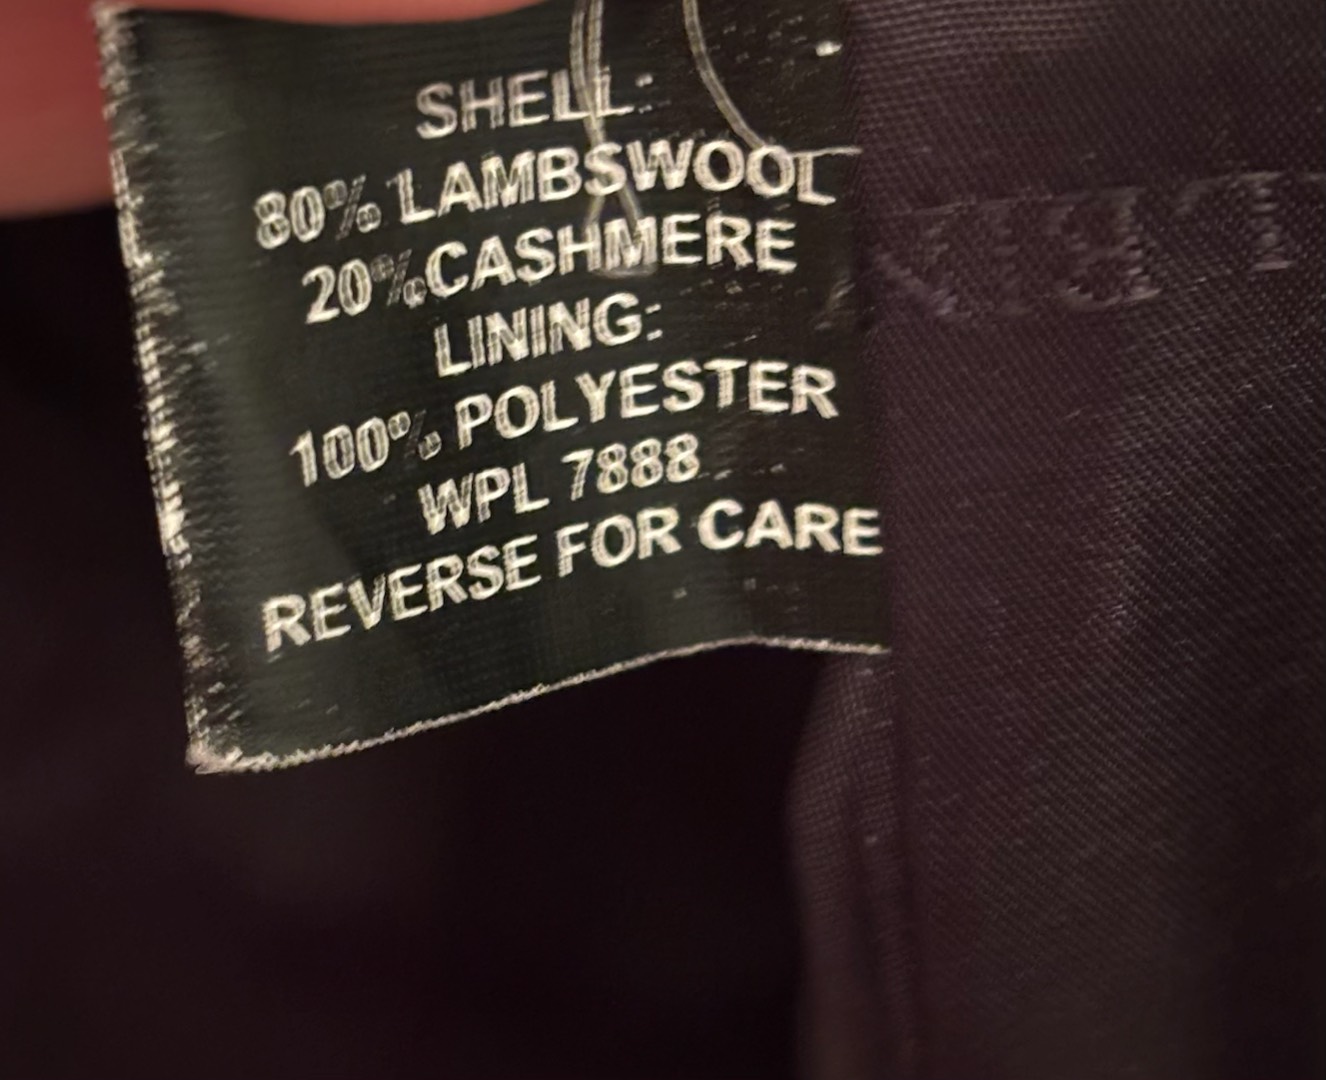 SHELL:
80% LAMBSWOOL
20%CASHMERE
LINING:
100% POLYESTER
WPL 7888
REVERSE FOR CARE